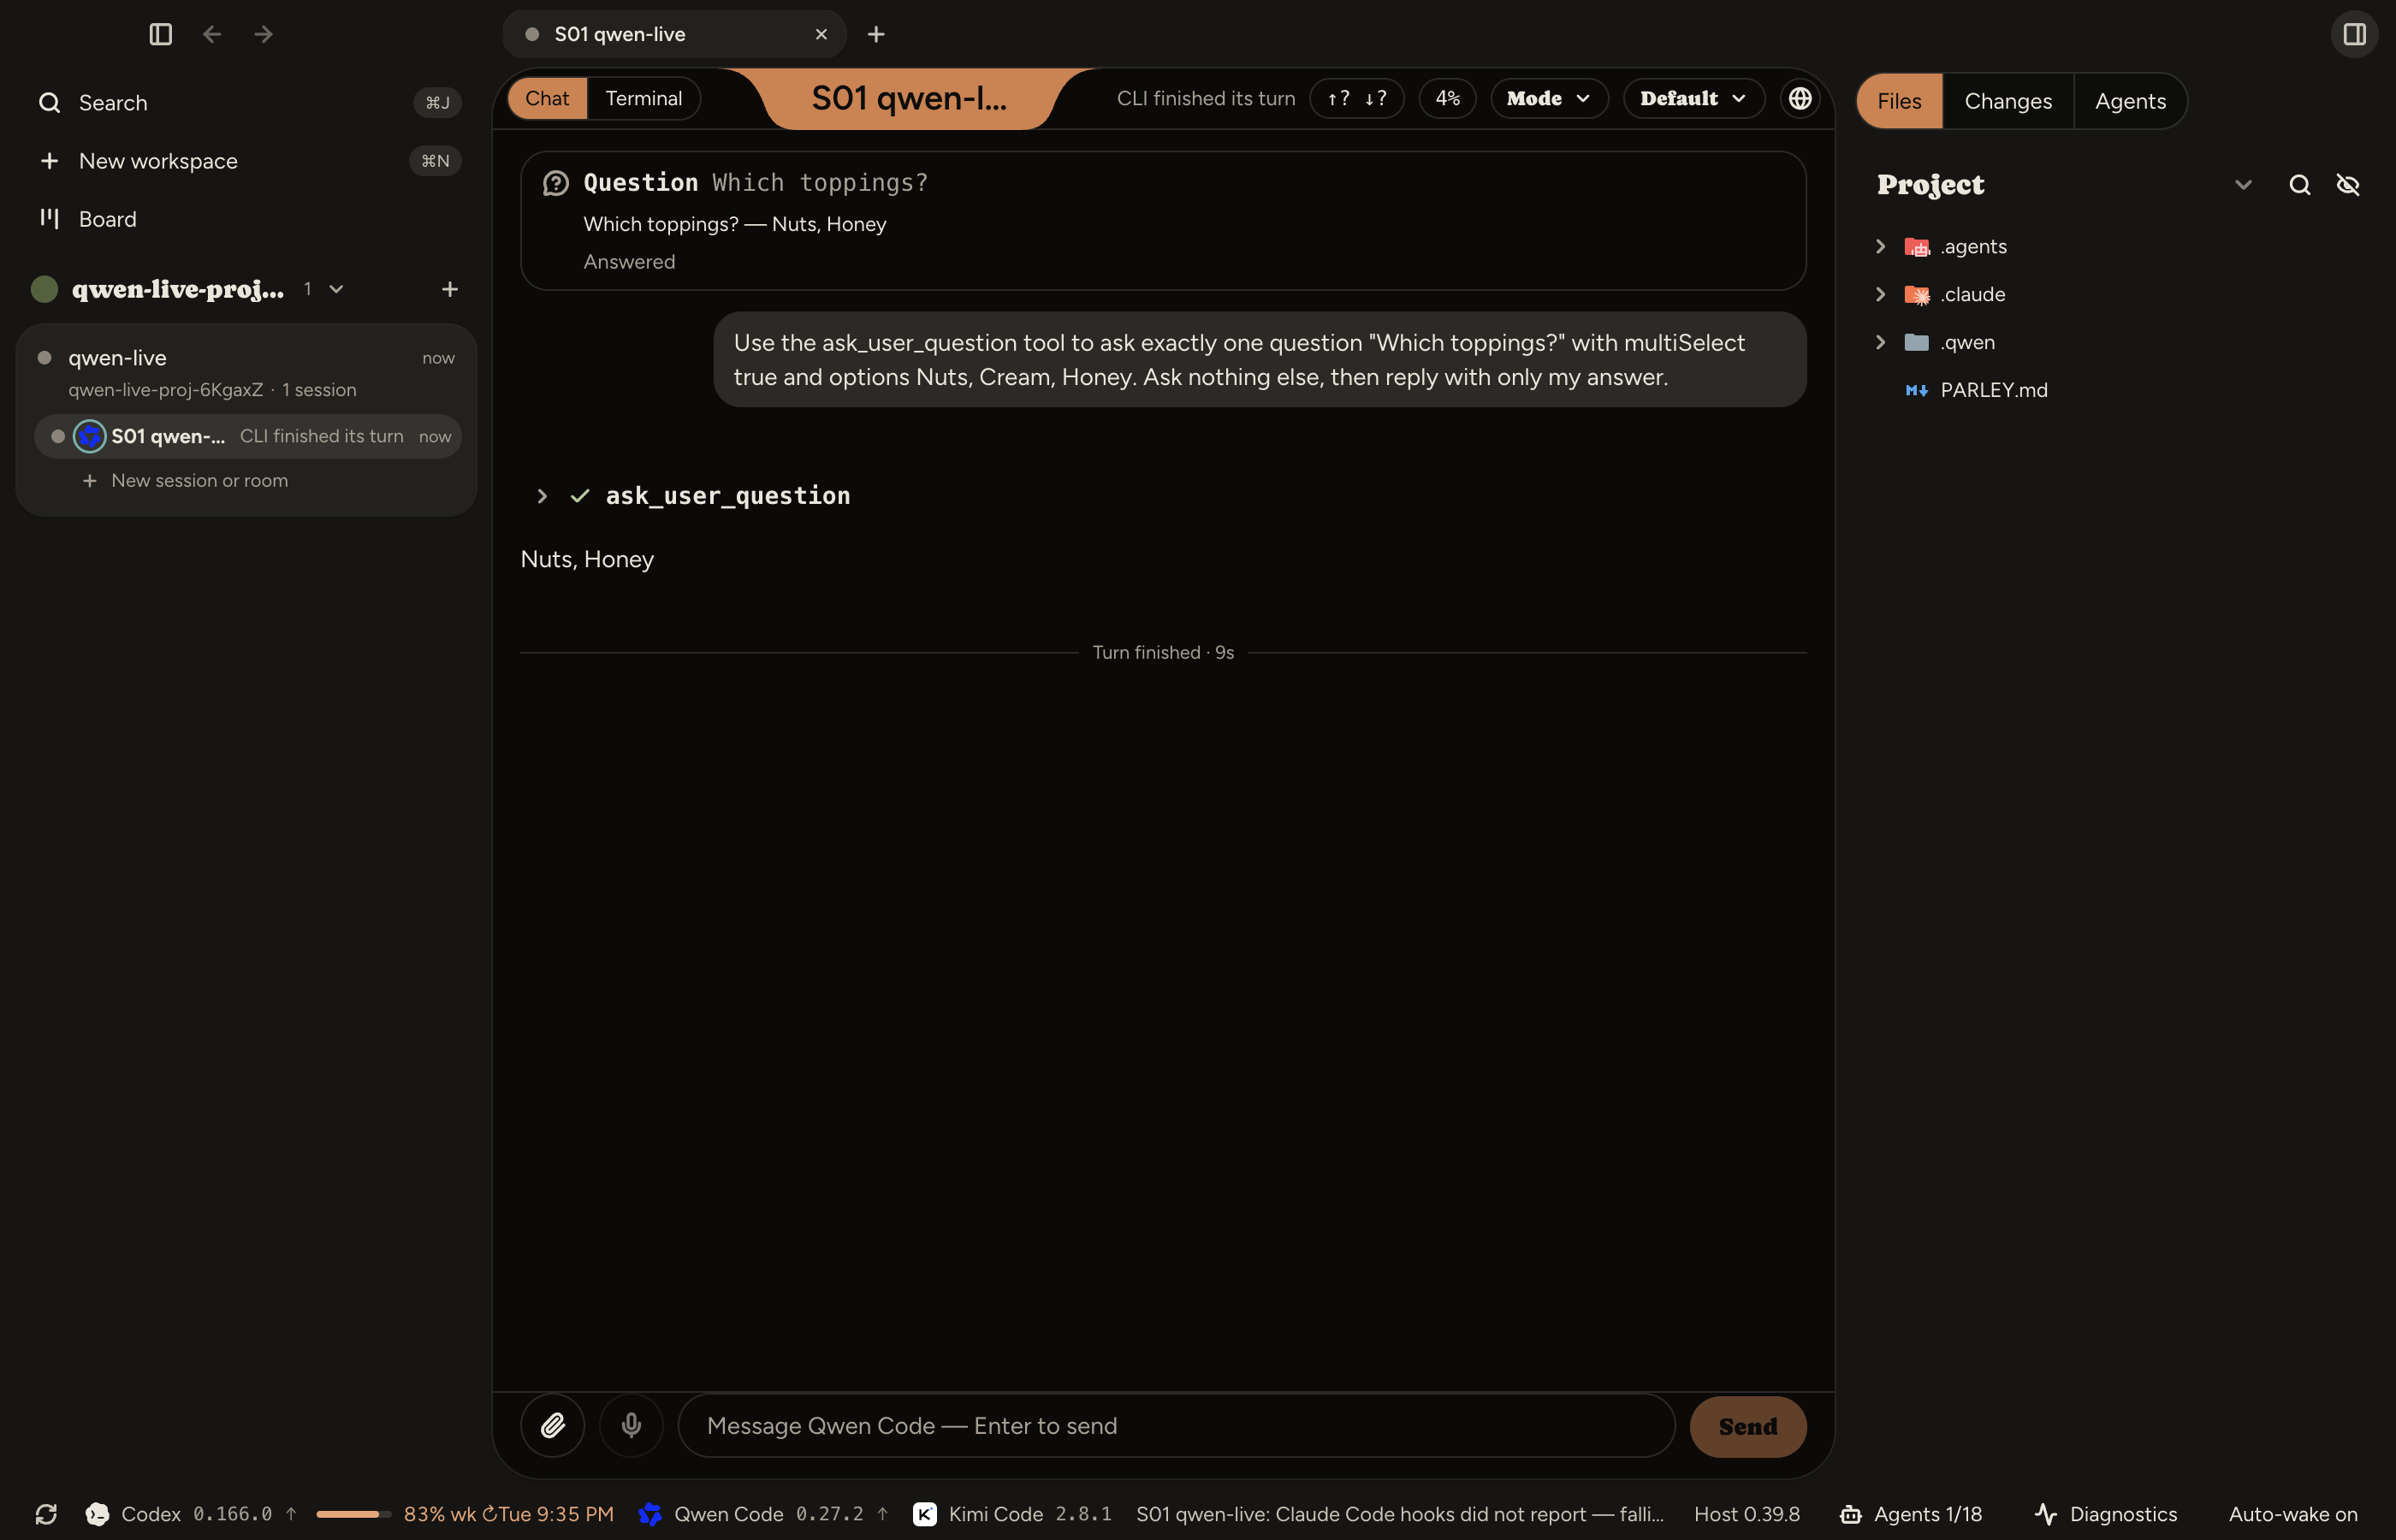 S01 qwen-live
Search
⌘J
New workspace
⌘N
Board
qwen-live-proj... 1
qwen-live now
qwen-live-proj-6KgaxZ · 1 session
S01 qwen-... CLI finished its turn now
New session or room
Chat Terminal
S01 qwen-l...
CLI finished its turn
↑? ↓?
4%
Mode
Default
Question Which toppings?
Which toppings? — Nuts, Honey
Answered
Use the ask_user_question tool to ask exactly one question "Which toppings?" with multiSelect
true and options Nuts, Cream, Honey. Ask nothing else, then reply with only my answer.
ask_user_question
Nuts, Honey
Turn finished · 9s
Message Qwen Code — Enter to send
Send
Files Changes Agents
Project
.agents
.claude
.qwen
PARLEY.md
Codex 0.166.0 ↑ 83% wk Tue 9:35 PM Qwen Code 0.27.2 ↑ Kimi Code 2.8.1 S01 qwen-live: Claude Code hooks did not report — falli... Host 0.39.8 Agents 1/18 Diagnostics Auto-wake on